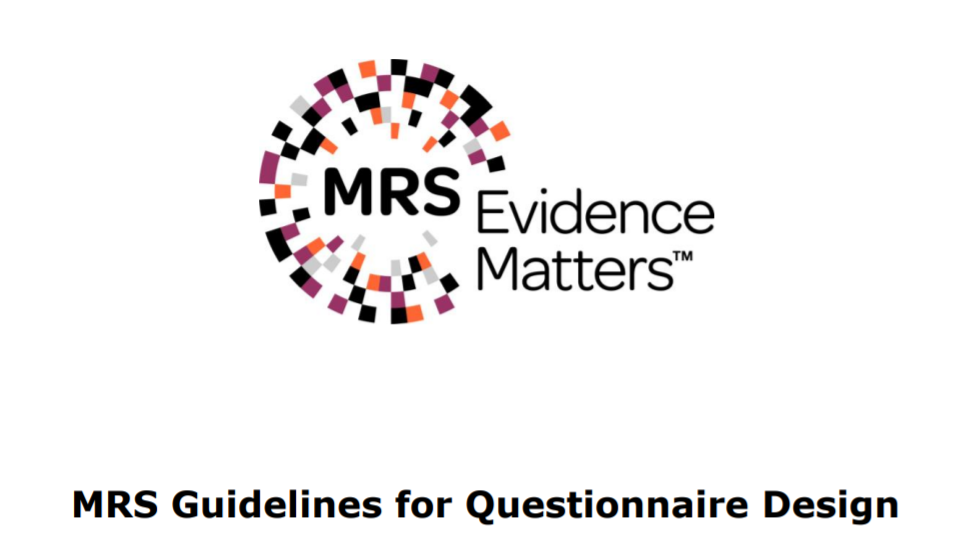 MRS Evidence
Matters™
MRS Guidelines for Questionnaire Design